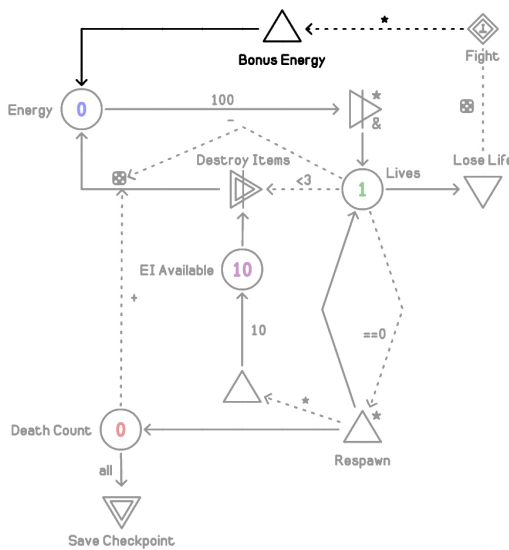 *
1
Fight
Bonus Energy
Energy
0
100
*
&
-
Destroy Items
Lose Life
<3
1
Lives
EI Available
10
+
10
==0
*
*
Death Count
0
Respawn
all
Save Checkpoint